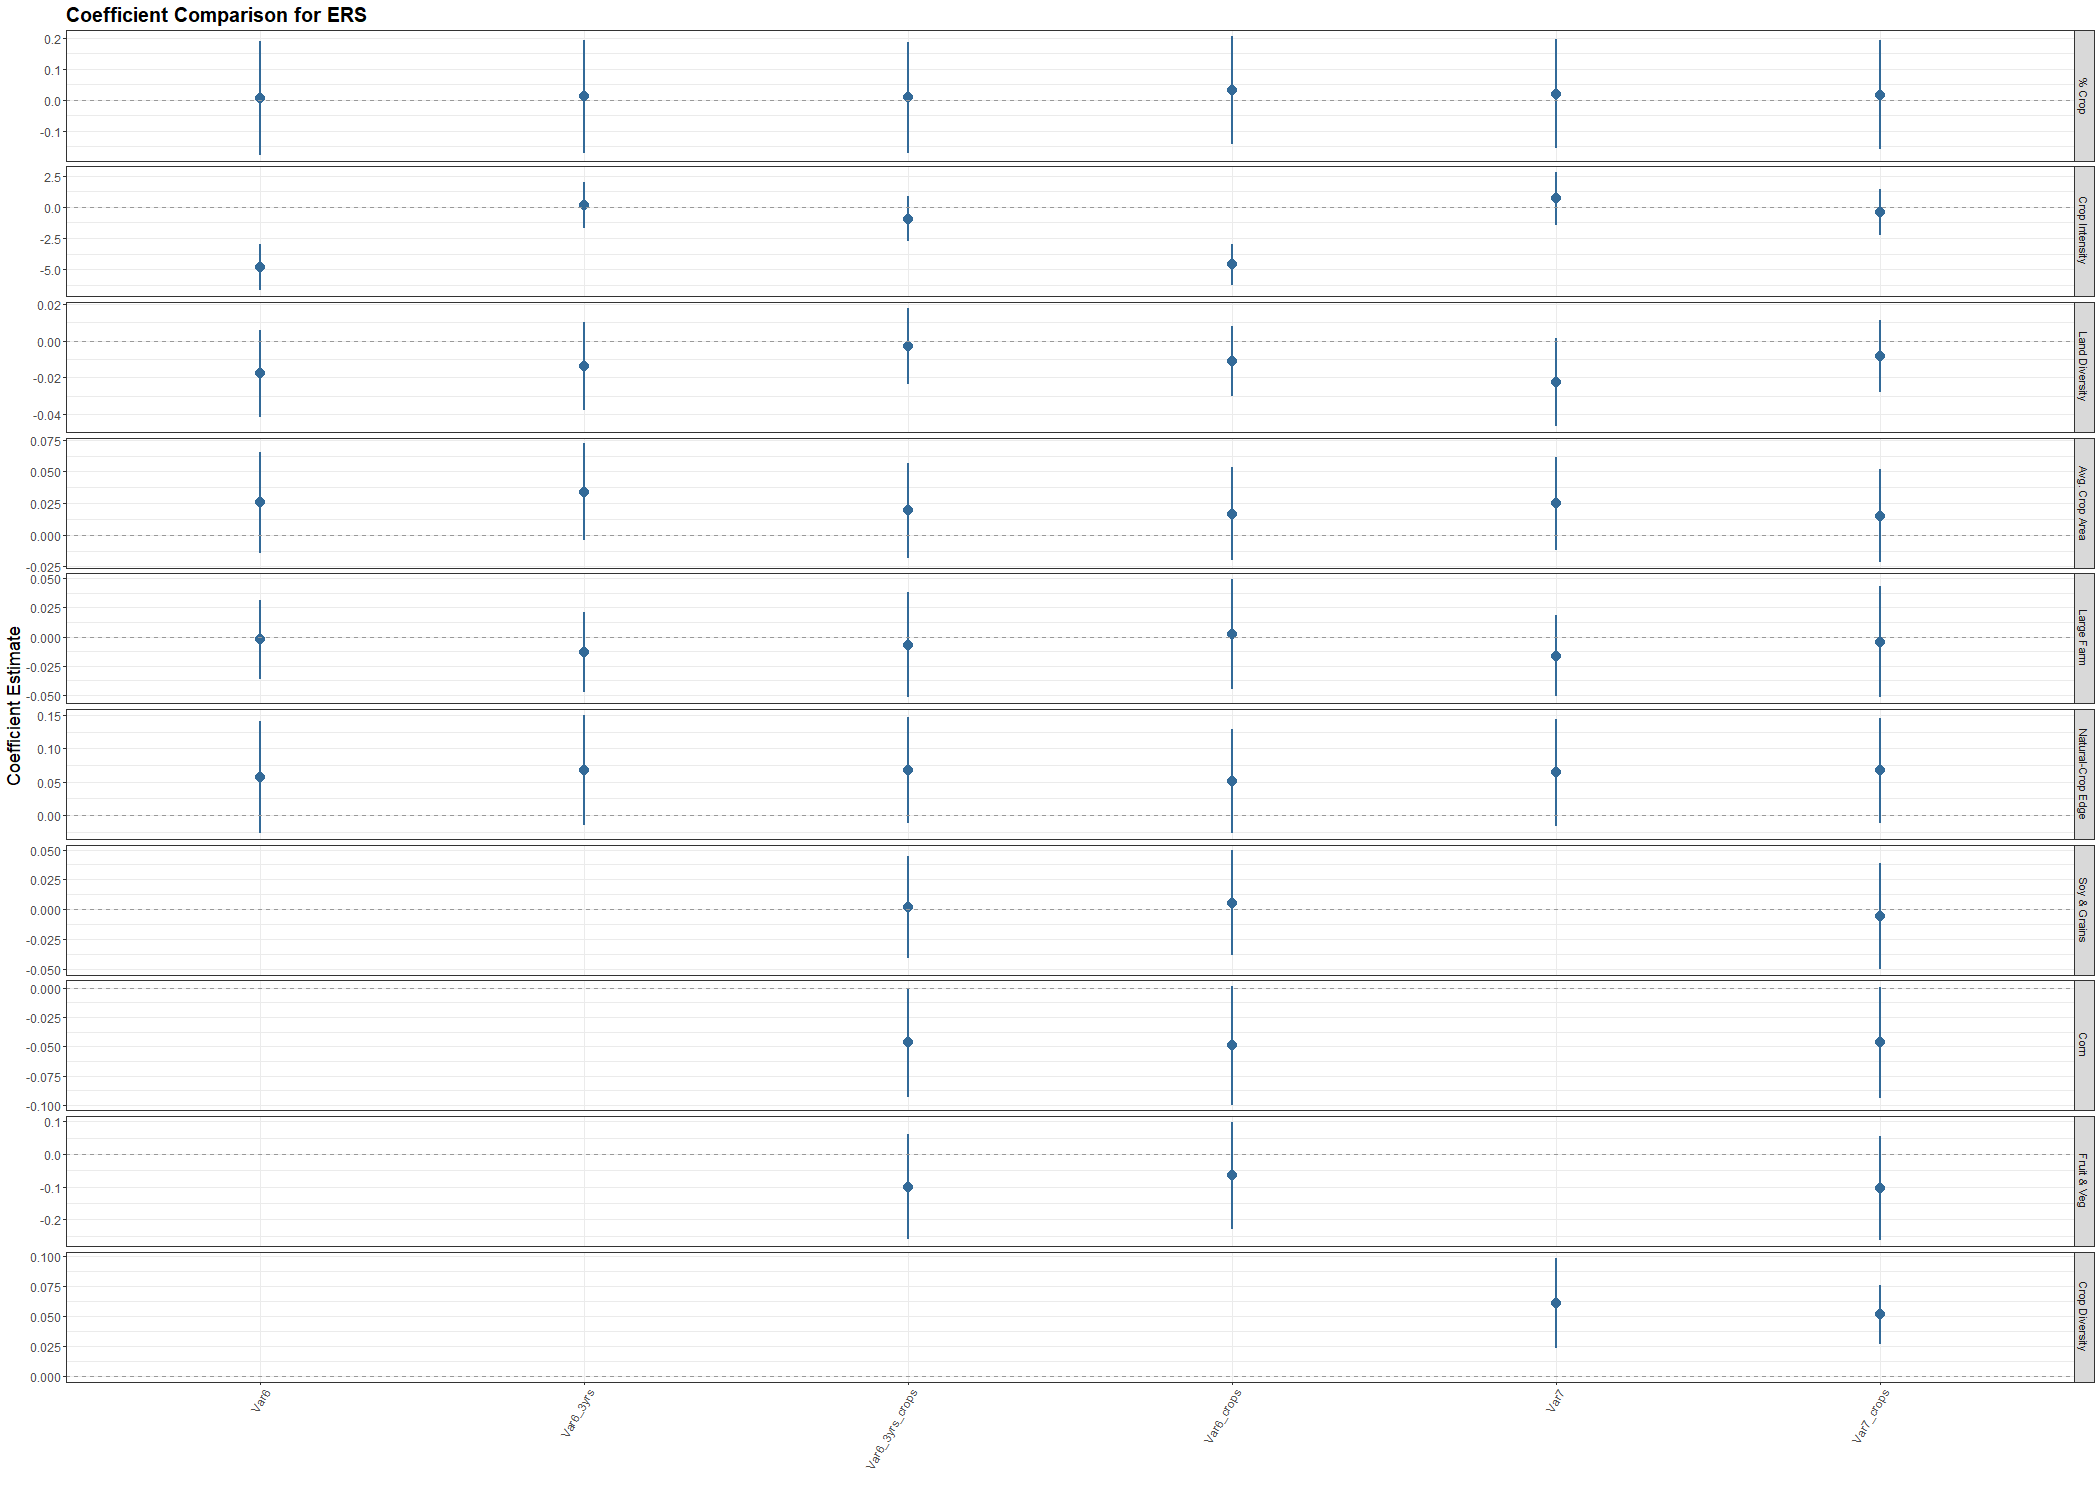 Coefficient Comparison for ERS
Coefficient Estimate
0.2
0.1
0.0
-0.1
% Crop
2.5
0.0
-2.5
-5.0
Crop Intensity
0.02
0.00
-0.02
-0.04
Land Diversity
0.075
0.050
0.025
0.000
-0.025
Avg. Crop Area
0.050
0.025
0.000
-0.025
-0.050
Large Farm
0.15
0.10
0.05
0.00
Natural-Crop Edge
0.050
0.025
0.000
-0.025
-0.050
Soy & Grains
0.000
-0.025
-0.050
-0.075
-0.100
Corn
0.1
0.0
-0.1
-0.2
Fruit & Veg
0.100
0.075
0.050
0.025
0.000
Crop Diversity
Var6
Var6_3yrs
Var6_3yrs_crops
Var6_crops
Var7
Var7_crops